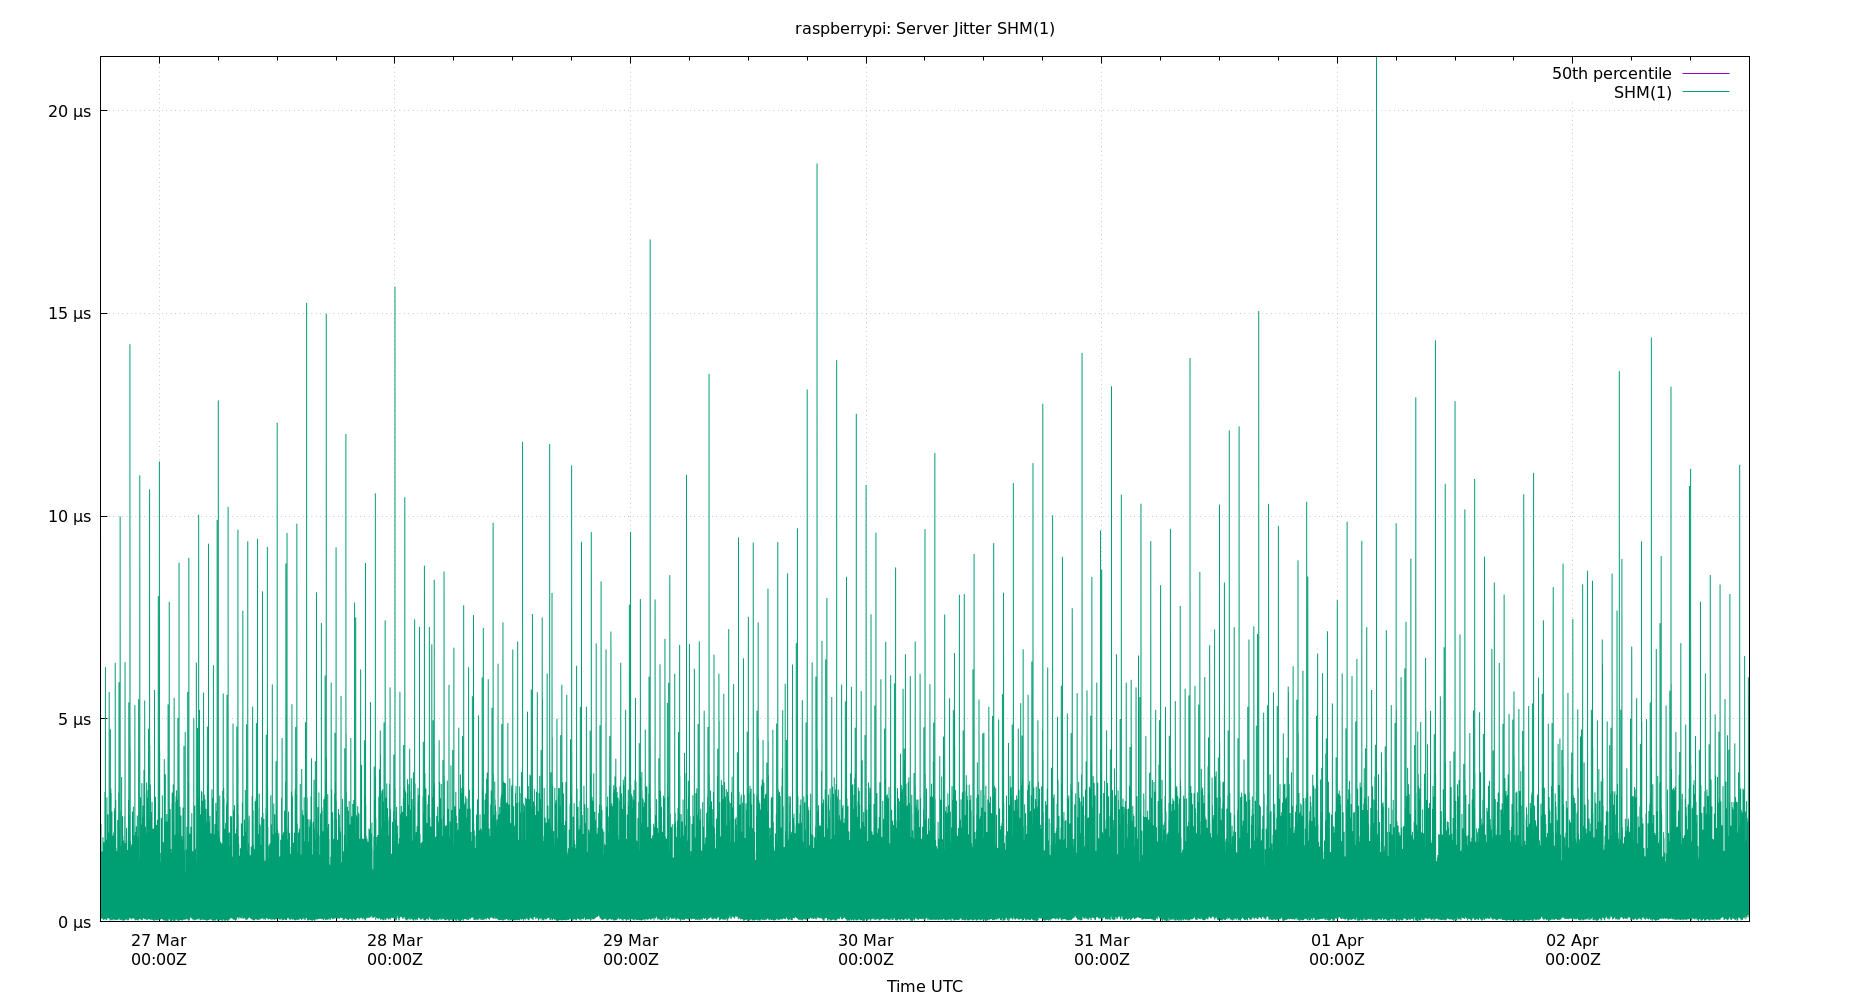 raspberrypi: Server Jitter SHM(1)
50th percentile
SHM(1)
20 µs
15 µs
10 µs
5 µs
0 µs
27 Mar 28 Mar 29 Mar 30 Mar 31 Mar 01 Apr 02 Apr
00:00Z 00:00Z 00:00Z 00:00Z 00:00Z 00:00Z 00:00Z
Time UTC